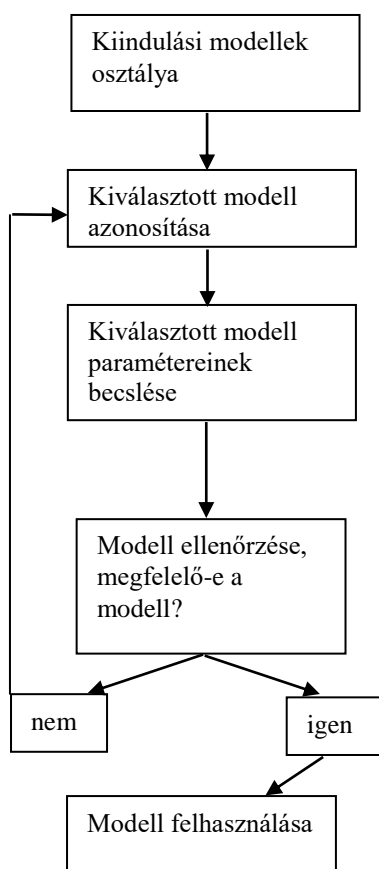 Kiindulási modellek
osztálya
Kiválasztott modell
azonosítása
Kiválasztott modell
paramétereinek
becslése
Modell ellenőrzése,
megfelelő-e a
modell?
nem
igen
Modell felhasználása